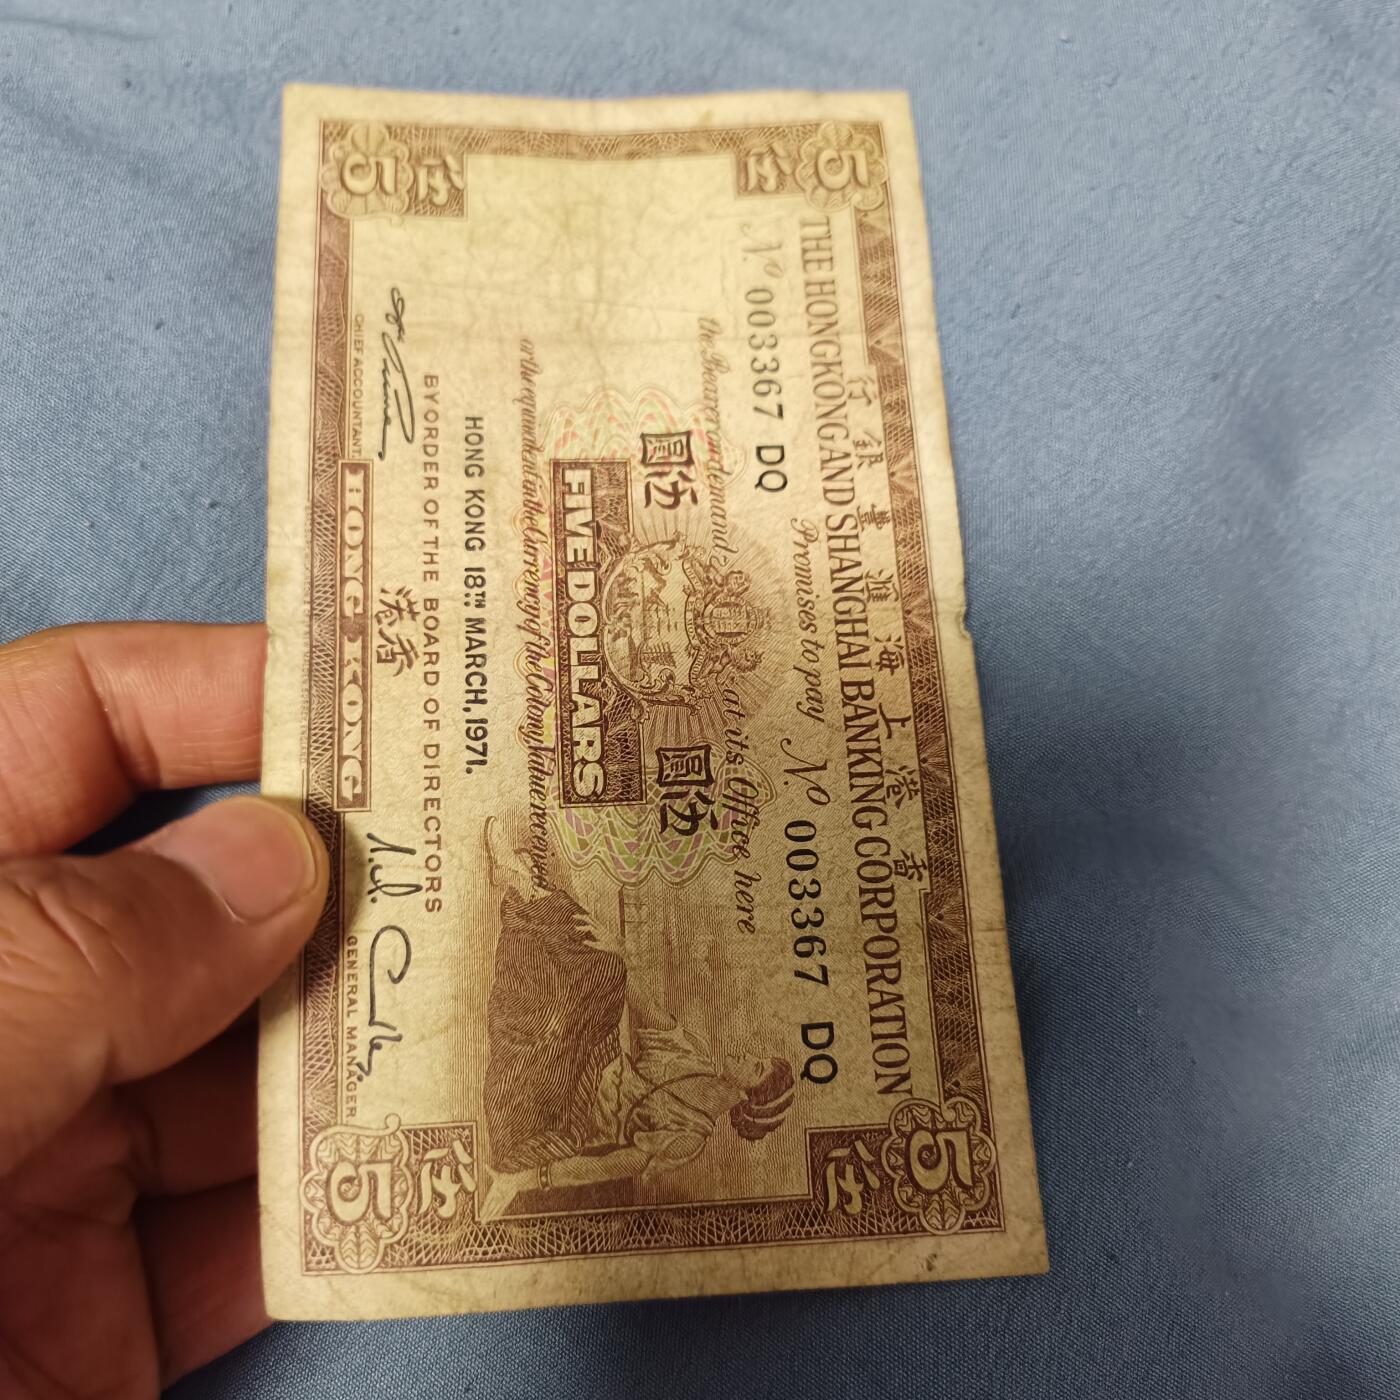 行銀豐滙海上港香
THE HONGKONG AND SHANGHAI BANKING CORPORATION
5
5
伍
伍
Promises to pay
Nº 003367 DQ
Nº 003367 DQ
the Bearer on demand at its Office here
圓伍
圓伍
FIVE DOLLARS
or the equivalent in the Currency of the Colony Value received.
HONG KONG 18TH MARCH, 1971.
BY ORDER OF THE BOARD OF DIRECTORS
港香
CHIEF ACCOUNTANT
GENERAL MANAGER
HONG KONG
5
伍
伍
5